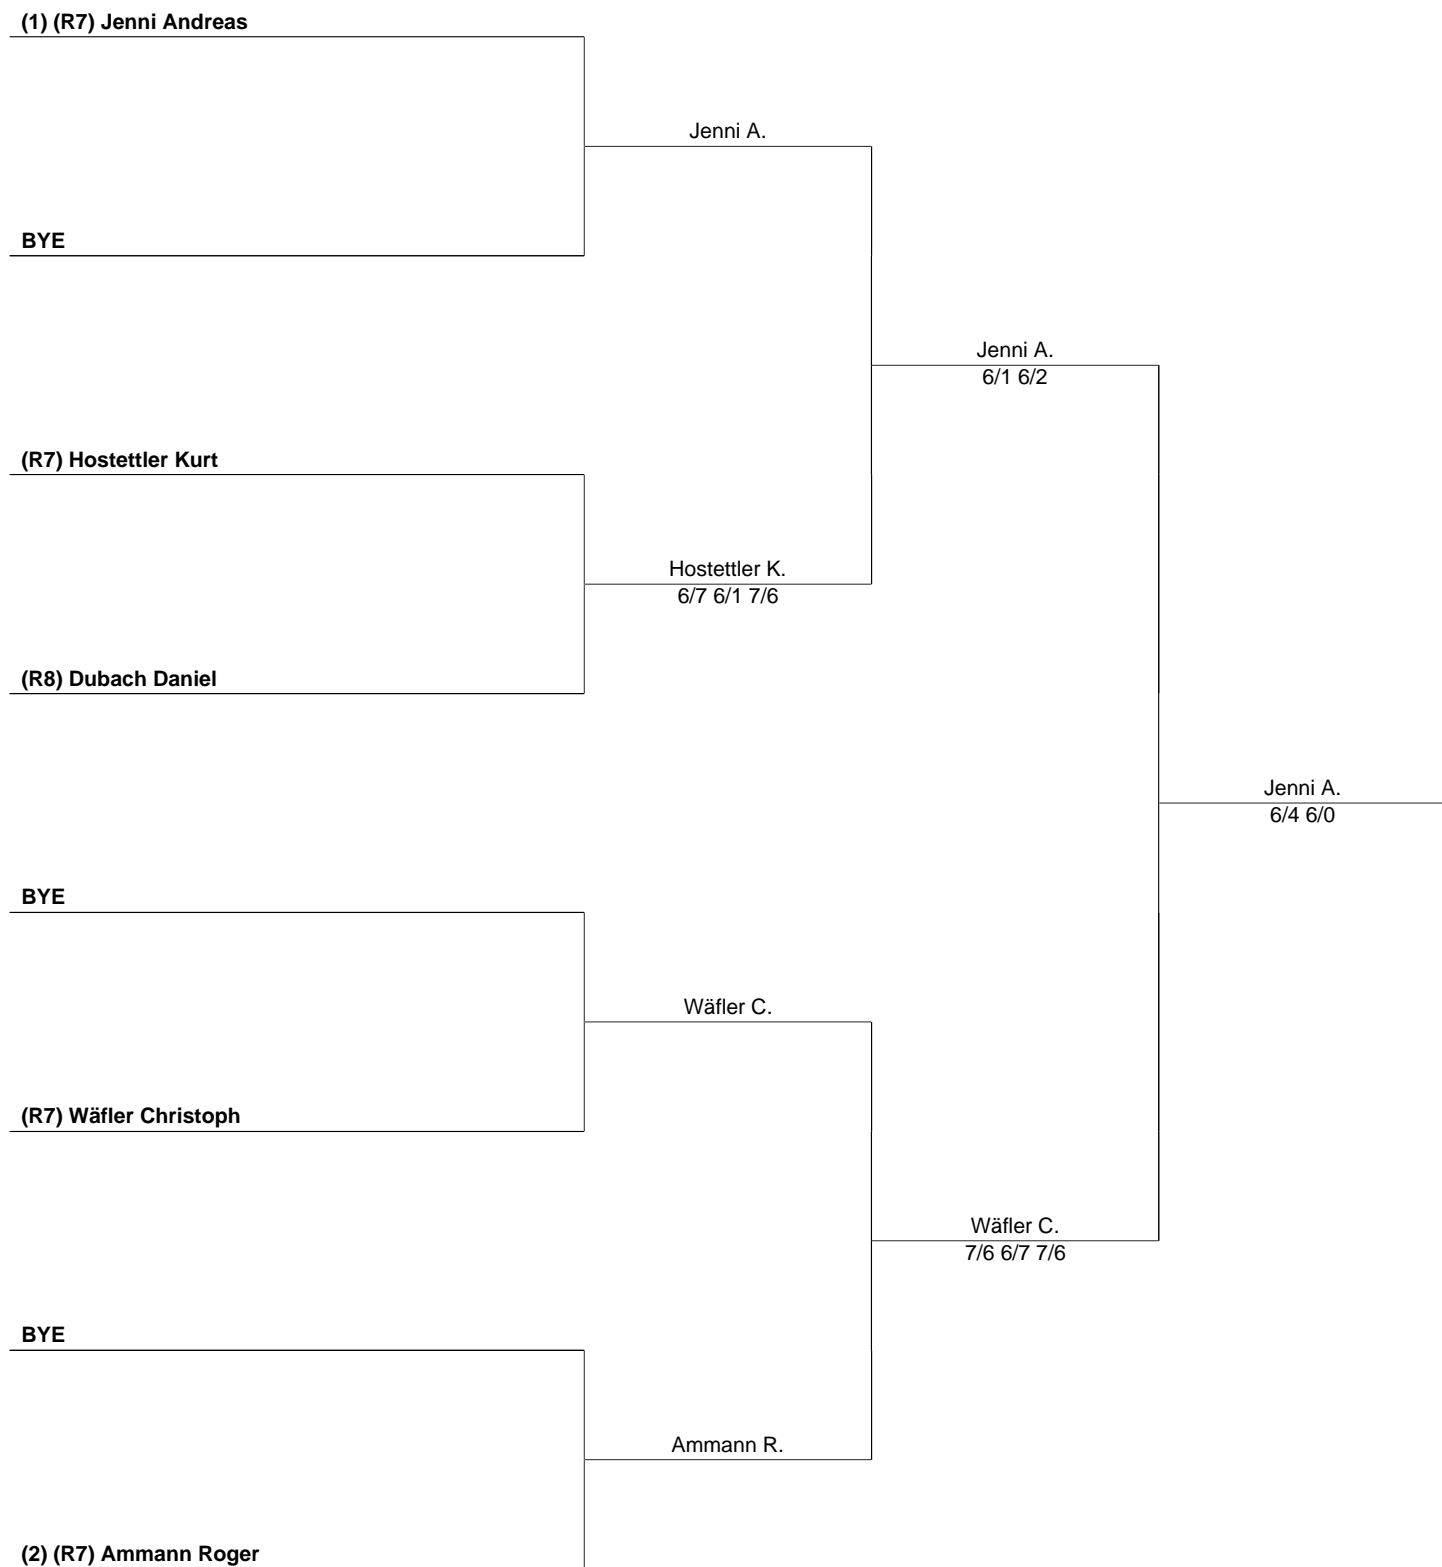 (1) (R7) Jenni Andreas
Jenni A.
BYE
Jenni A.
6/1 6/2
(R7) Hostettler Kurt
Hostettler K.
6/7 6/1 7/6
(R8) Dubach Daniel
Jenni A.
6/4 6/0
BYE
Wäfler C.
(R7) Wäfler Christoph
Wäfler C.
7/6 6/7 7/6
BYE
Ammann R.
(2) (R7) Ammann Roger